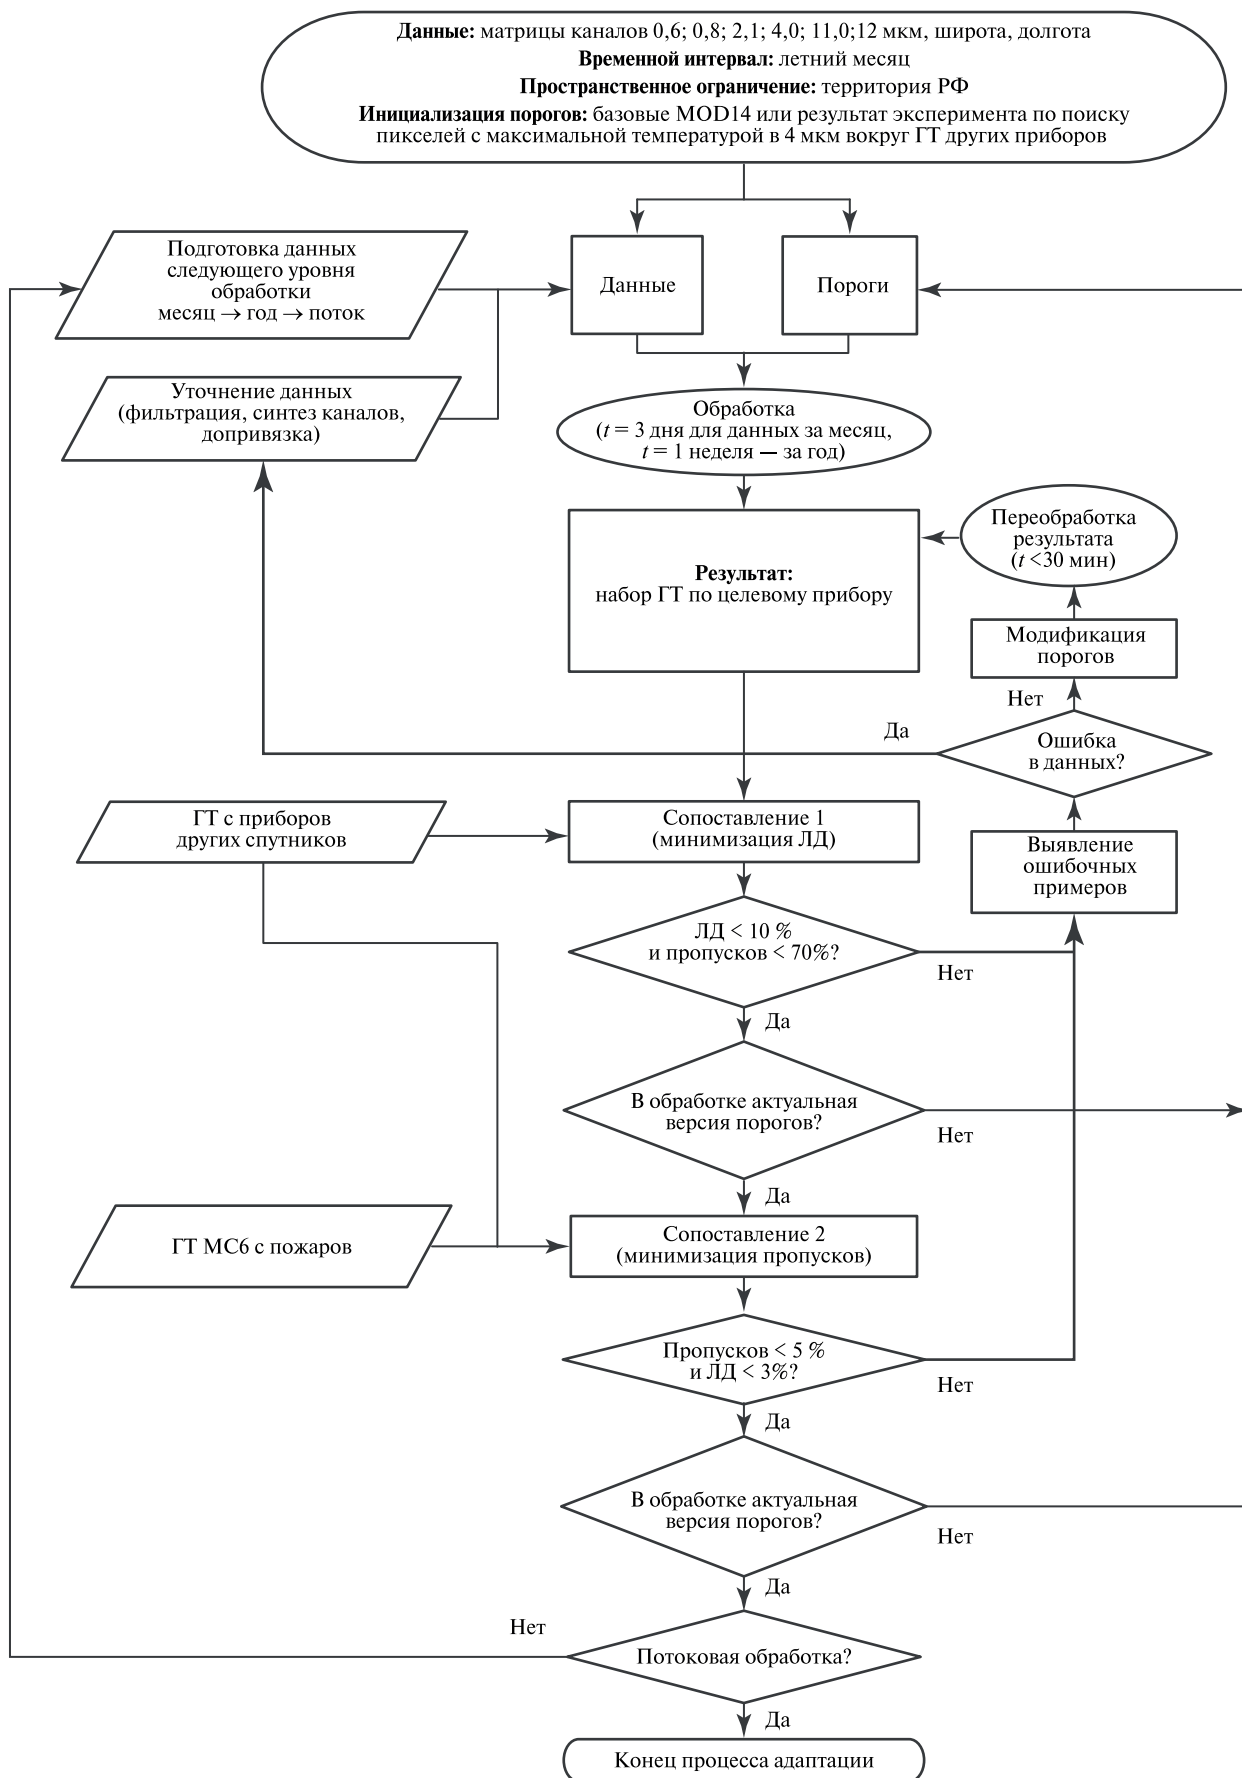 Данные: матрицы каналов 0,6; 0,8; 2,1; 4,0; 11,0;12 мкм, широта, долгота
Временной интервал: летний месяц
Пространственное ограничение: территория РФ
Инициализация порогов: базовые MOD14 или результат эксперимента по поиску
пикселей с максимальной температурой в 4 мкм вокруг ГТ других приборов
Подготовка данных
следующего уровня
обработки
месяц → год → поток
Данные
Пороги
Уточнение данных
(фильтрация, синтез каналов,
допривязка)
Обработка
(t = 3 дня для данных за месяц,
t = 1 неделя — за год)
Переобработка
результата
(t <30 мин)
Результат:
набор ГТ по целевому прибору
Модификация
порогов
Нет
Да
Ошибка
в данных?
ГТ с приборов
других спутников
Сопоставление 1
(минимизация ЛД)
Выявление
ошибочных
примеров
ЛД < 10 %
и пропусков < 70%?
Нет
Да
В обработке актуальная
версия порогов?
Нет
Да
ГТ МС6 с пожаров
Сопоставление 2
(минимизация пропусков)
Пропусков < 5 %
и ЛД < 3%?
Нет
Да
В обработке актуальная
версия порогов?
Нет
Да
Нет
Потоковая обработка?
Да
Конец процесса адаптации